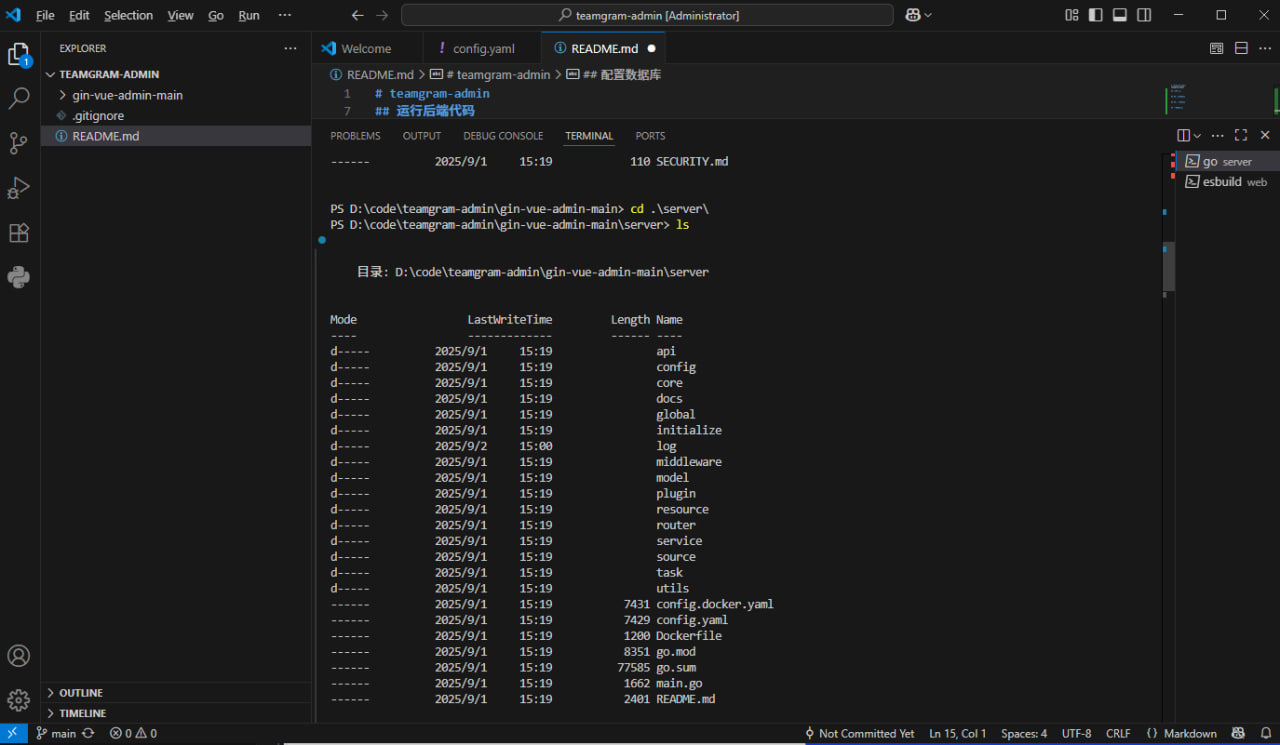 File Edit Selection View Go Run ··· teamgram-admin [Administrator]
EXPLORER ···
Welcome ! config.yaml README.md
TEAMGRAM-ADMIN
gin-vue-admin-main
.gitignore
README.md
1
OUTLINE
TIMELINE
README.md > # teamgram-admin > ## 配置数据库
1 # teamgram-admin
7 ## 运行后端代码
PROBLEMS OUTPUT DEBUG CONSOLE TERMINAL PORTS
go server
esbuild web
------ 2025/9/1 15:19 110 SECURITY.md
PS D:\code\teamgram-admin\gin-vue-admin-main> cd .\server\
PS D:\code\teamgram-admin\gin-vue-admin-main\server> ls
目录: D:\code\teamgram-admin\gin-vue-admin-main\server
Mode LastWriteTime Length Name
---- ------------- ------ ----
d----- 2025/9/1 15:19 api
d----- 2025/9/1 15:19 config
d----- 2025/9/1 15:19 core
d----- 2025/9/1 15:19 docs
d----- 2025/9/1 15:19 global
d----- 2025/9/1 15:19 initialize
d----- 2025/9/2 15:00 log
d----- 2025/9/1 15:19 middleware
d----- 2025/9/1 15:19 model
d----- 2025/9/1 15:19 plugin
d----- 2025/9/1 15:19 resource
d----- 2025/9/1 15:19 router
d----- 2025/9/1 15:19 service
d----- 2025/9/1 15:19 source
d----- 2025/9/1 15:19 task
d----- 2025/9/1 15:19 utils
------ 2025/9/1 15:19 7431 config.docker.yaml
------ 2025/9/1 15:19 7429 config.yaml
------ 2025/9/1 15:19 1200 Dockerfile
------ 2025/9/1 15:19 8351 go.mod
------ 2025/9/1 15:19 77585 go.sum
------ 2025/9/1 15:19 1662 main.go
------ 2025/9/1 15:19 2401 README.md
main 0 0 Not Committed Yet Ln 15, Col 1 Spaces: 4 UTF-8 CRLF {} Markdown